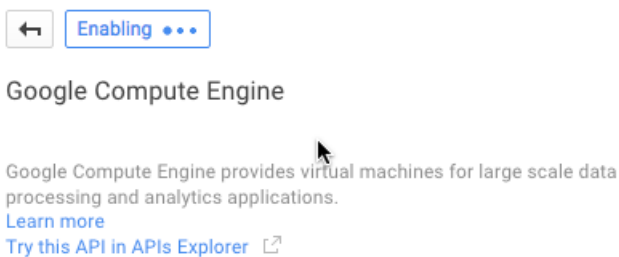 Enabling
Google Compute Engine
Google Compute Engine provides virtual machines for large scale data
processing and analytics applications.
Learn more
Try this API in APIs Explorer